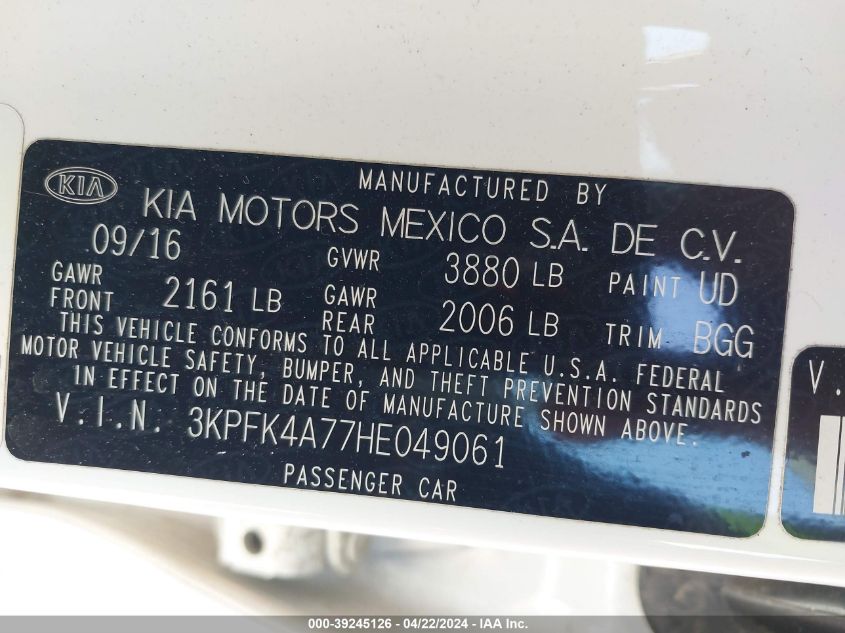 MANUFACTURED BY
KIA KIA MOTORS MEXICO S.A. DE C.V.
09/16 GVWR 3880 LB PAINT UD
GAWR FRONT 2161 LB GAWR REAR 2006 LB TRIM BGG
THIS VEHICLE CONFORMS TO ALL APPLICABLE U.S.A. FEDERAL
MOTOR VEHICLE SAFETY, BUMPER, AND THEFT PREVENTION STANDARDS
IN EFFECT ON THE DATE OF MANUFACTURE SHOWN ABOVE.
V.I.N. 3KPFK4A77HE049061
PASSENGER CAR
V.
000-39245126 - 04/22/2024 - IAA Inc.